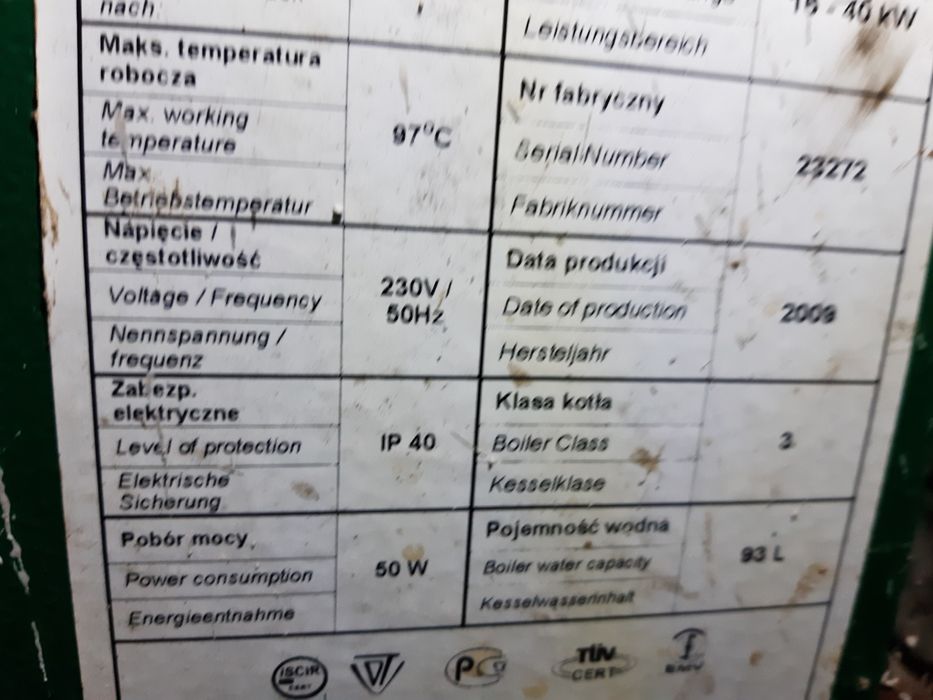 nach:
Maks. temperatura
robocza
Max. working
temperature
Max.
Betriebstemperatur
97°C
Napięcie /
częstotliwość
Voltage / Frequency
Nennspannung /
frequenz
230V /
50Hz
Zabezp.
elektryczne
Level of protection
Elektrische
Sicherung
IP 40
Pobór mocy
Power consumption
Energieentnahme
50 W
Leistungsbereich
15 - 40 kW
Nr fabryczny
Serial Number
Fabriknummer
23272
Data produkcji
Date of production
Hersteljahr
Klasa kotła
Boiler Class
Kesselklase
3
Pojemność wodna
Boiler water capacity
Kesselwasserinhalt
93 L
ISCIR
CERT
TÜV
CERT